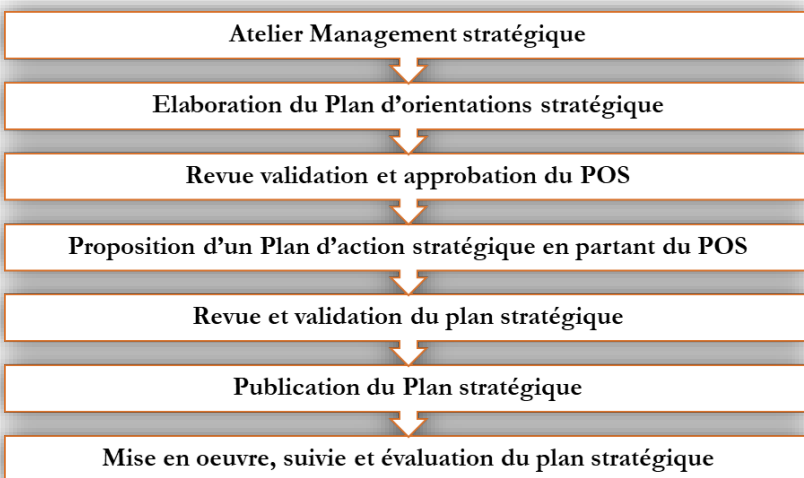 Atelier Management stratégique
Elaboration du Plan d'orientations stratégique
Revue validation et approbation du POS
Proposition d'un Plan d'action stratégique en partant du POS
Revue et validation du plan stratégique
Publication du Plan stratégique
Mise en oeuvre, suivie et évaluation du plan stratégique